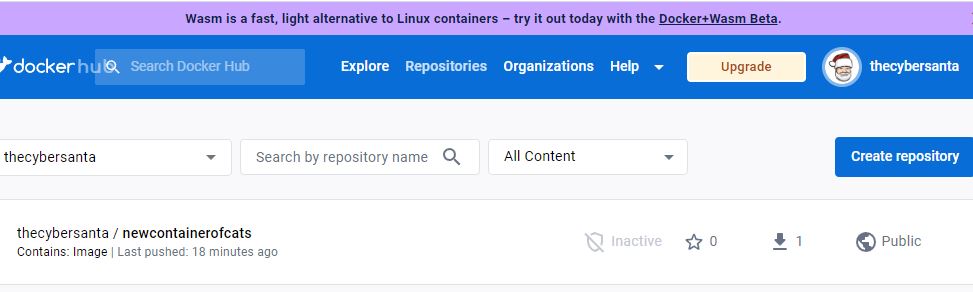 Wasm is a fast, light alternative to Linux containers – try it out today with the Docker+Wasm Beta.
docker hub Search Docker Hub Explore Repositories Organizations Help Upgrade thecybersanta
thecybersanta Search by repository name All Content Create repository
thecybersanta / newcontainerofcats Inactive 0 1 Public
Contains: Image | Last pushed: 18 minutes ago